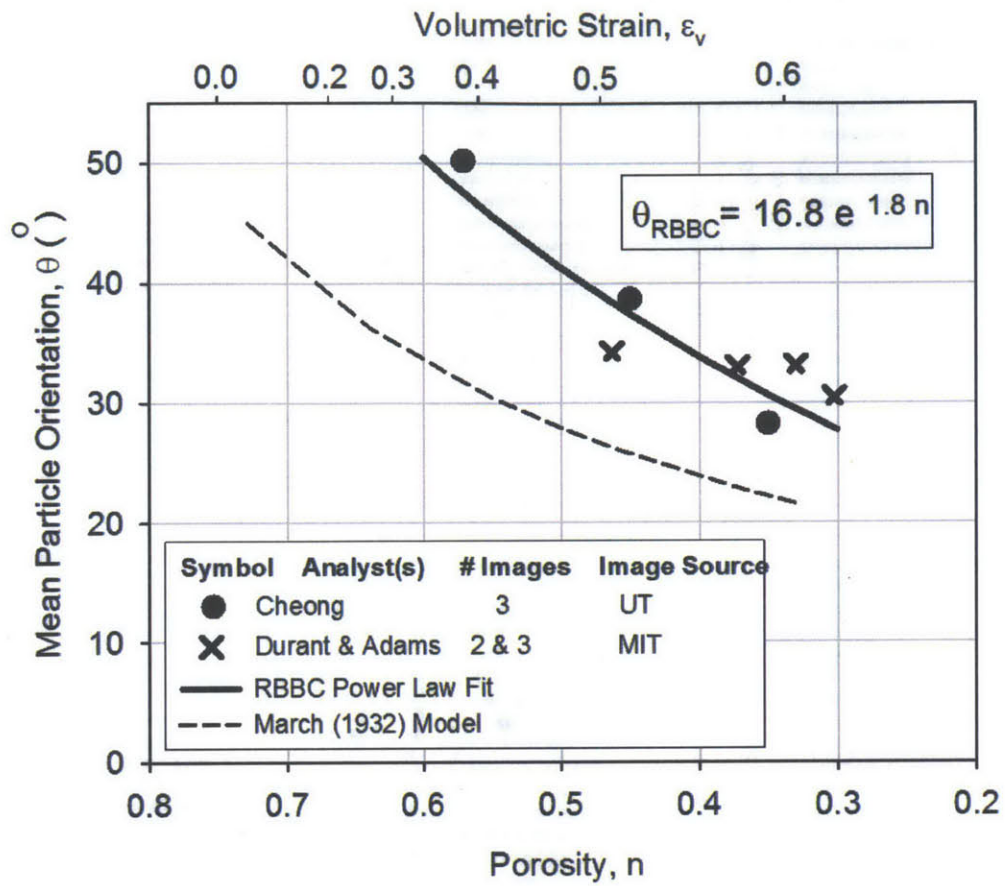 Volumetric Strain, εv
0.0 0.2 0.3 0.4 0.5 0.6
50
40
30
20
10
0
Mean Particle Orientation, θ (°)
θRBBC= 16.8 e 1.8 n
Symbol Analyst(s) # Images Image Source
Cheong 3 UT
Durant & Adams 2 & 3 MIT
RBBC Power Law Fit
March (1932) Model
0.8 0.7 0.6 0.5 0.4 0.3 0.2
Porosity, n